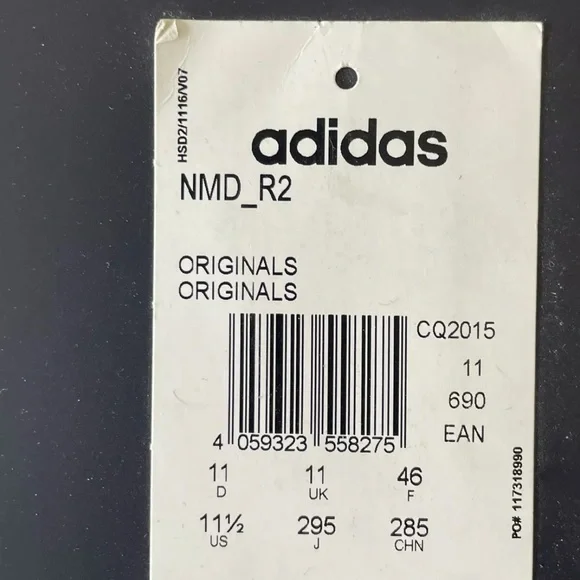 HSD2/1116/V07
adidas
NMD_R2
ORIGINALS
ORIGINALS
CQ2015
11
690
EAN
4 059323 558275
11 11 46
D UK F
11½ 295 285
US J CHN
PO# 117318990